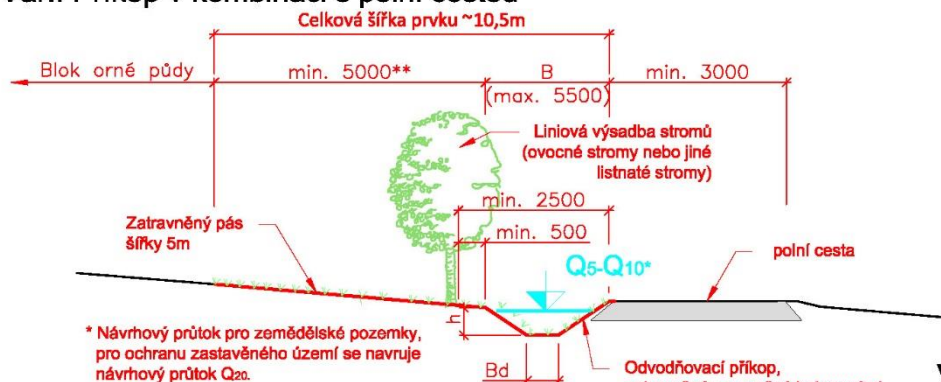 Celková šířka prvku ~10,5m
Blok orné půdy
min. 5000**
B
min. 3000
(max. 5500)
Liniová výsadba stromů
(ovocné stromy nebo jiné
listnaté stromy)
min. 2500
Zatravněný pás
šířky 5m
min. 500
polní cesta
Q5-Q10*
h
* Návrhový průtok pro zemědělské pozemky,
pro ochranu zastavěného území se navruje
návrhový průtok Q20.
Bd
Odvodňovací příkop,